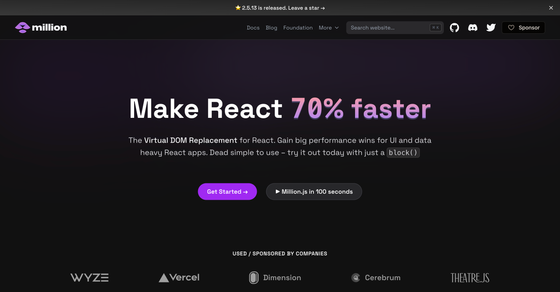 ⭐ 2.5.13 is released. Leave a star →
million
Docs Blog Foundation More Search website... Sponsor
Make React 70% faster
The Virtual DOM Replacement for React. Gain big performance wins for UI and data
heavy React apps. Dead simple to use – try it out today with just a block()
Get Started → ▶ Million.js in 100 seconds
USED / SPONSORED BY COMPANIES
WYZE Vercel Dimension Cerebrum THEATRE.JS